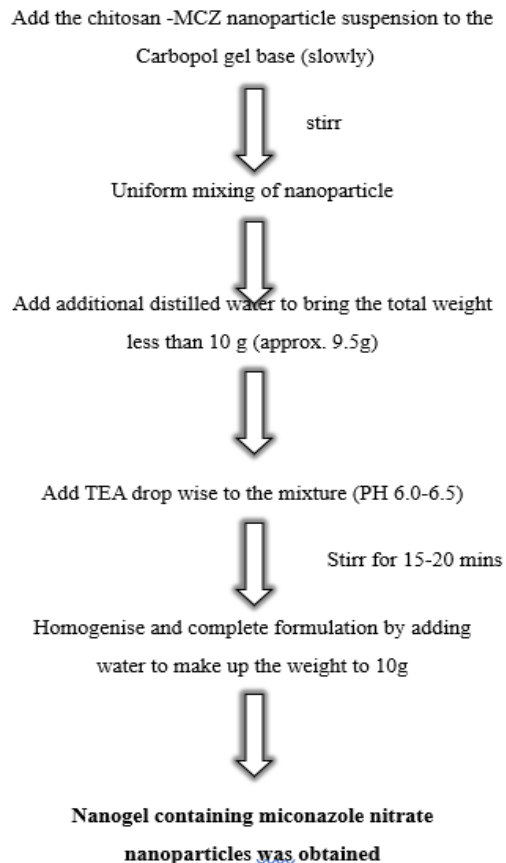 Add the chitosan -MCZ nanoparticle suspension to the
Carbopol gel base (slowly)
stirr
Uniform mixing of nanoparticle
Add additional distilled water to bring the total weight
less than 10 g (approx. 9.5g)
Add TEA drop wise to the mixture (PH 6.0-6.5)
Stirr for 15-20 mins
Homogenise and complete formulation by adding
water to make up the weight to 10g
Nanogel containing miconazole nitrate
nanoparticles was obtained